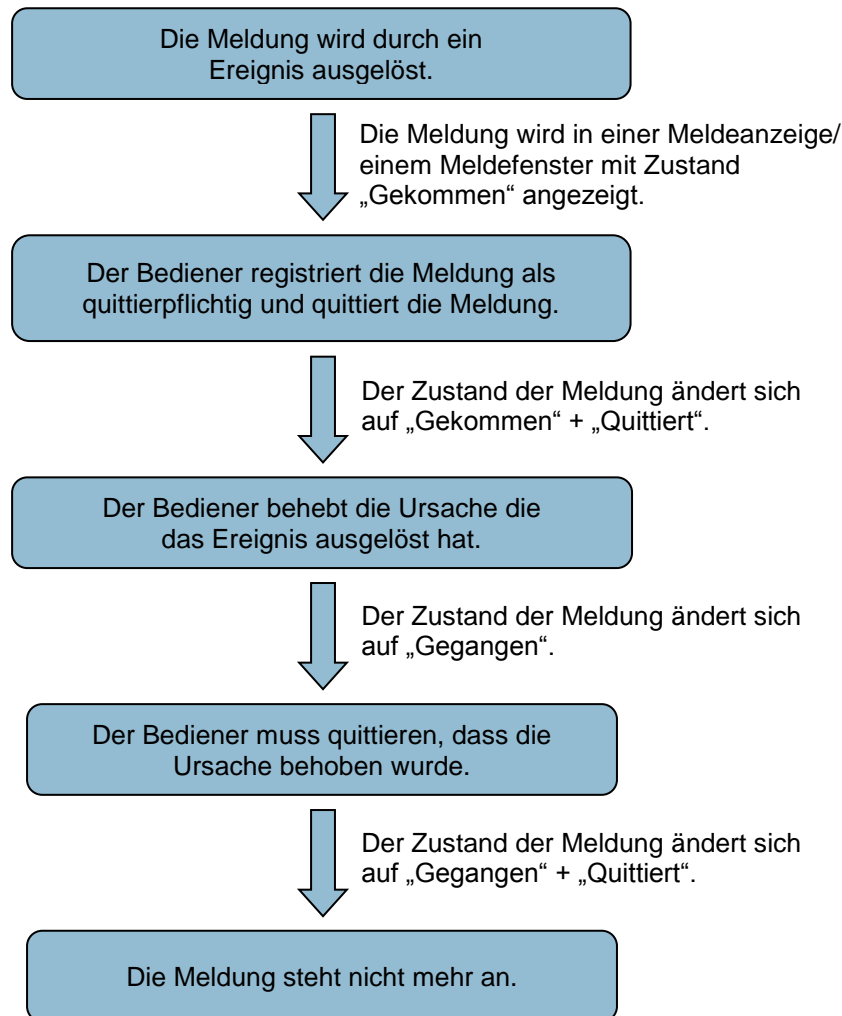 Die Meldung wird durch ein
Ereignis ausgelöst.
Die Meldung wird in einer Meldeanzeige/
einem Meldefenster mit Zustand
„Gekommen“ angezeigt.
Der Bediener registriert die Meldung als
quittierpflichtig und quittiert die Meldung.
Der Zustand der Meldung ändert sich
auf „Gekommen“ + „Quittiert“.
Der Bediener behebt die Ursache die
das Ereignis ausgelöst hat.
Der Zustand der Meldung ändert sich
auf „Gegangen“.
Der Bediener muss quittieren, dass die
Ursache behoben wurde.
Der Zustand der Meldung ändert sich
auf „Gegangen“ + „Quittiert“.
Die Meldung steht nicht mehr an.